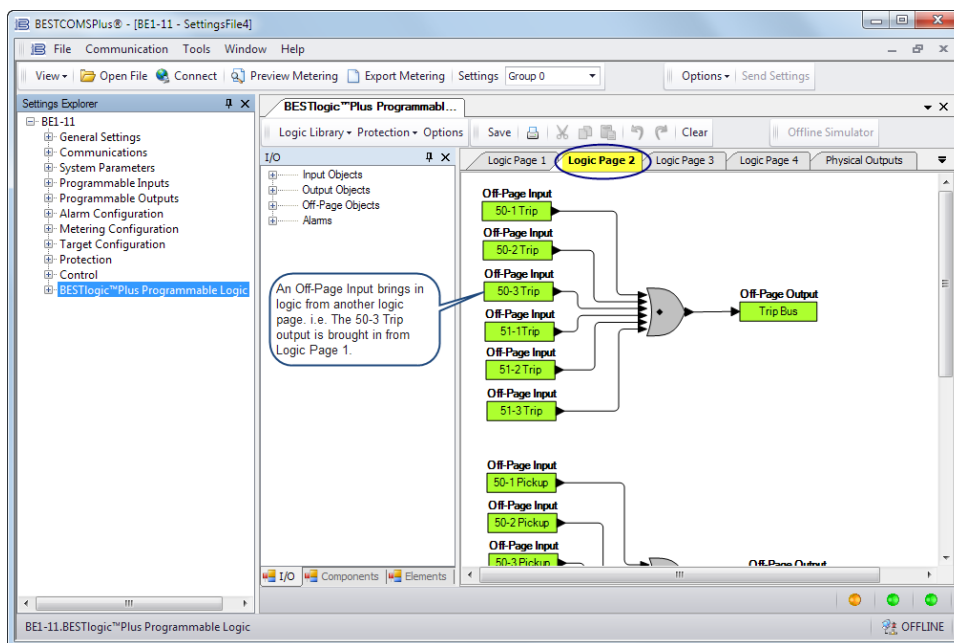 BESTCOMSPlus® - [BE1-11 - SettingsFile4]
File Communication Tools Window Help
View Open File Connect Preview Metering Export Metering Settings Group 0 Options Send Settings
Settings Explorer
BE1-11
General Settings
Communications
System Parameters
Programmable Inputs
Programmable Outputs
Alarm Configuration
Metering Configuration
Target Configuration
Protection
Control
BESTlogic™Plus Programmable Logic
BESTlogic™Plus Programmabl...
Logic Library Protection Options Save Clear Offline Simulator
I/O
Input Objects
Output Objects
Off-Page Objects
Alarms
I/O Components Elements
Logic Page 1 Logic Page 2 Logic Page 3 Logic Page 4 Physical Outputs
Off-Page Input
50-1 Trip
Off-Page Input
50-2 Trip
Off-Page Input
50-3 Trip
Off-Page Input
51-1Trip
Off-Page Input
51-2 Trip
Off-Page Input
51-3 Trip
Off-Page Output
Trip Bus
An Off-Page Input brings in
logic from another logic
page. i.e. The 50-3 Trip
output is brought in from
Logic Page 1.
Off-Page Input
50-1 Pickup
Off-Page Input
50-2 Pickup
Off-Page Input
50-3 Pickup
Off-Page Output
BE1-11.BESTlogic™Plus Programmable Logic
OFFLINE